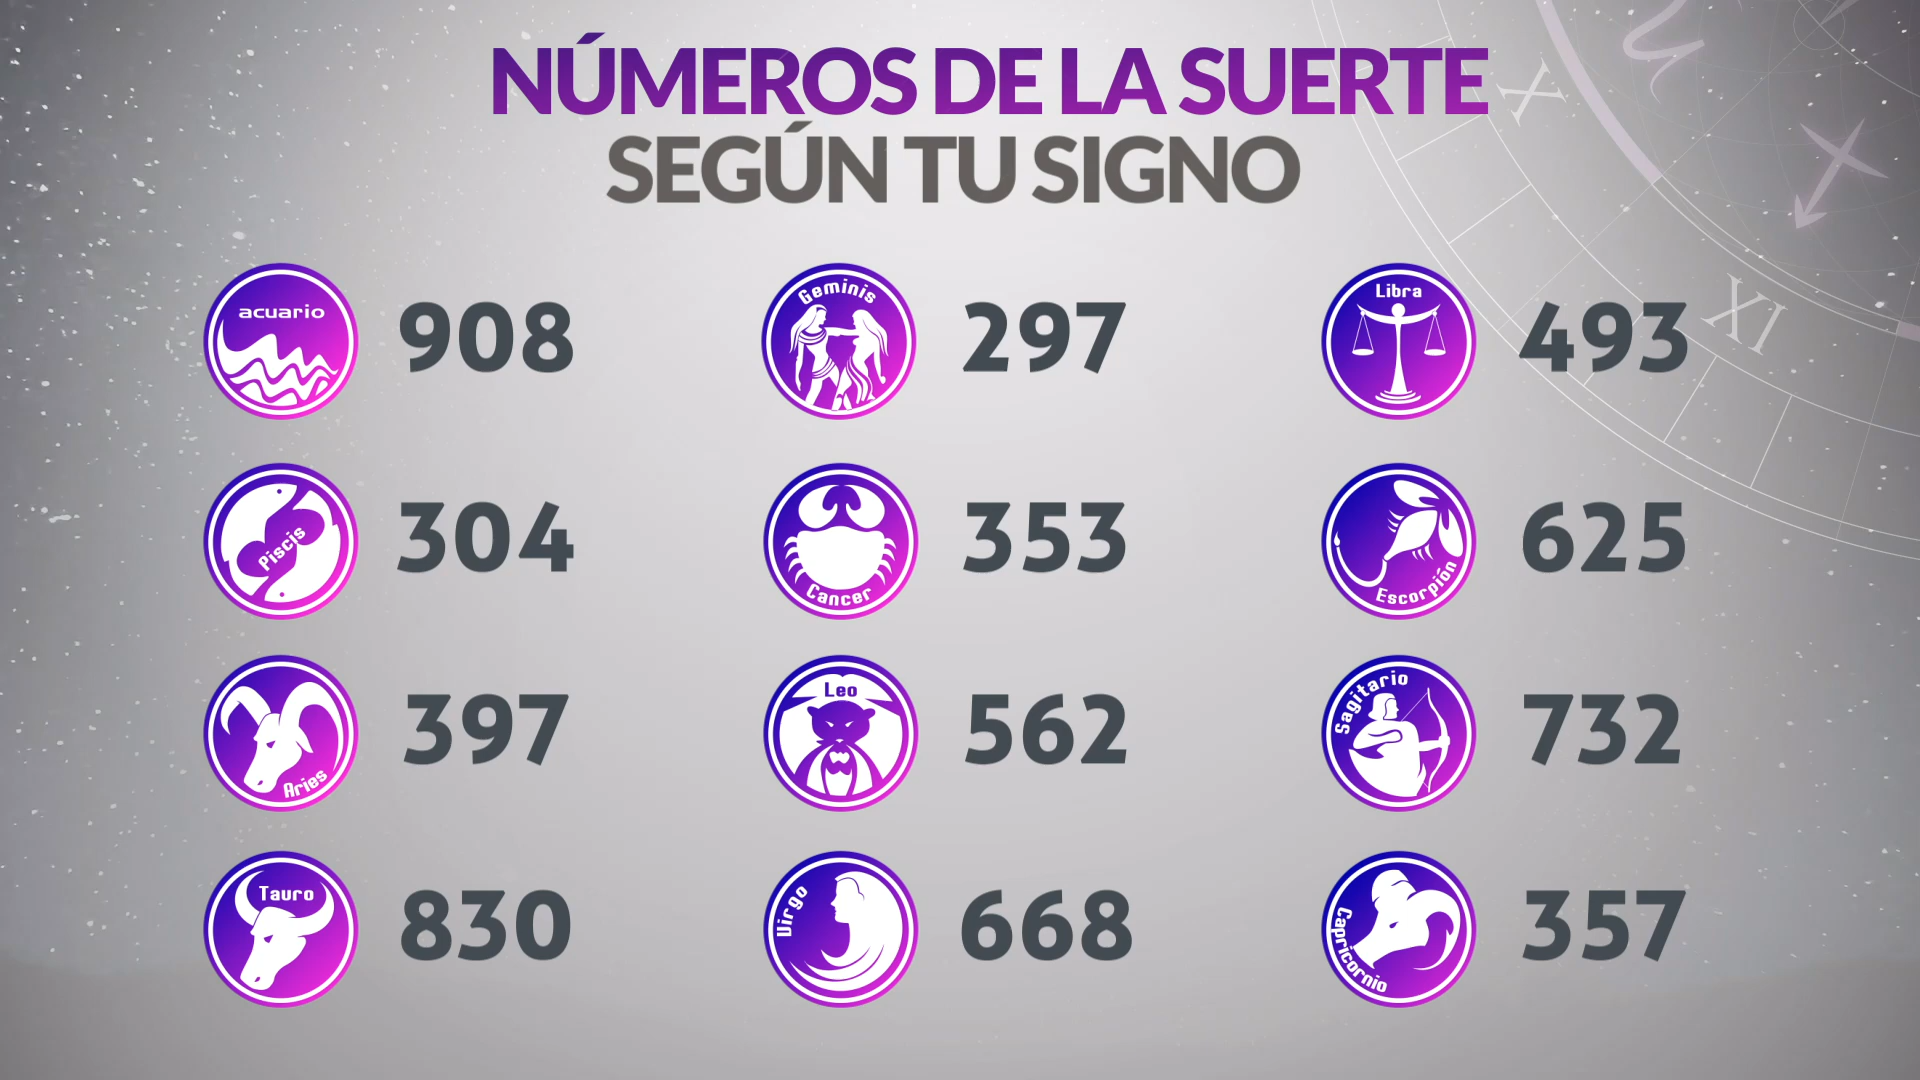 NÚMEROS DE LA SUERTE
SEGÚN TU SIGNO
acuario 908
Geminis 297
Libra 493
Piscis 304
Cancer 353
Escorpión 625
Aries 397
Leo 562
Sagitario 732
Tauro 830
Virgo 668
Capricornio 357
X
XI